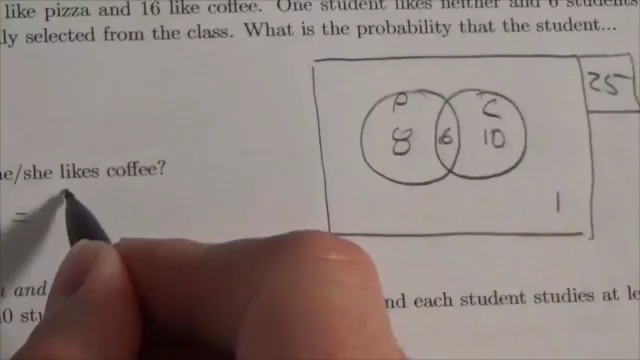 like pizza and 16 like coffee. One student likes neither and 6 students
ly selected from the class. What is the probability that the student...
25
P C
8 6 10
e/she likes coffee?
1
=
and
nd each student studies at le
0 stu